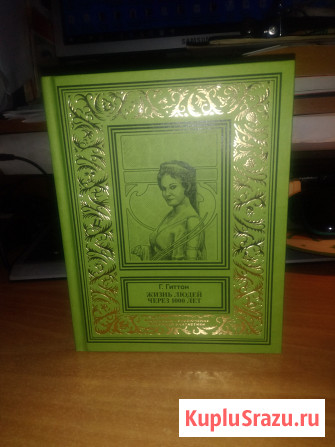 Г. Гиттон
ЖИЗНЬ ЛЮДЕЙ
ЧЕРЕЗ 1000 ЛЕТ
KupluSrazu.ru